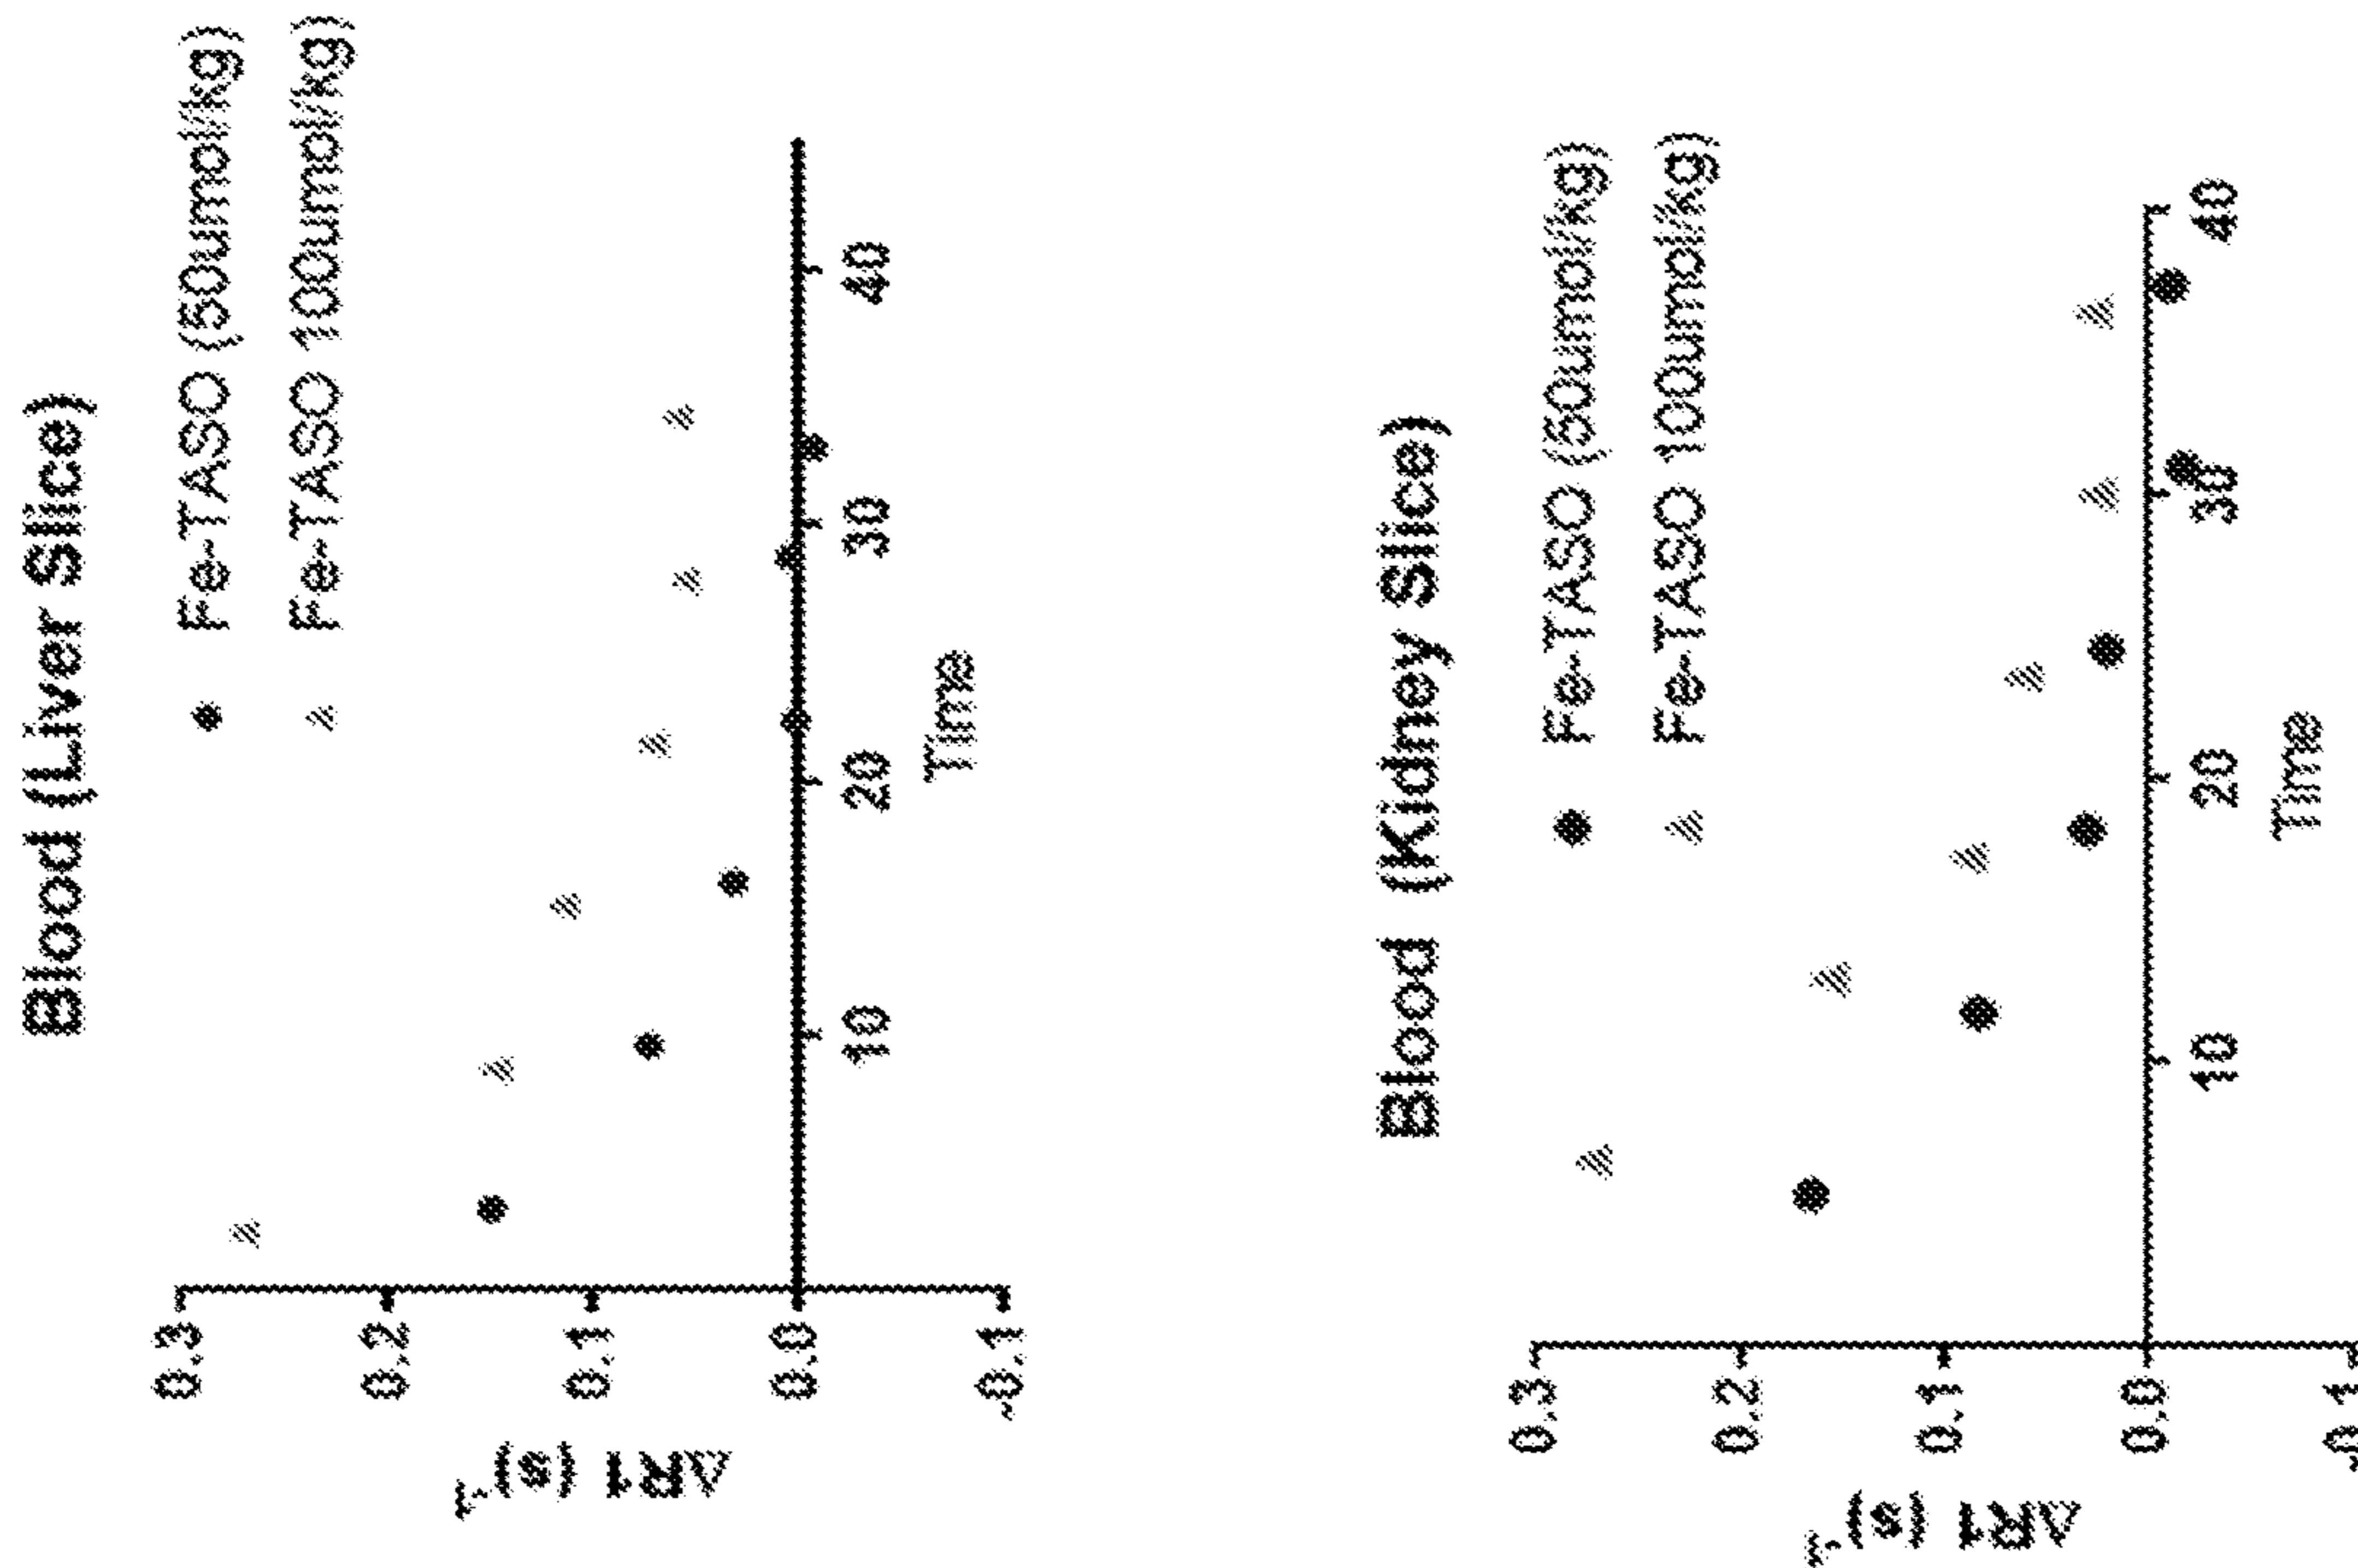 Blood (Liver Slice)
Fe-TASO (50umol/kg)
Fe-TASO 100umol/kg)
0.3
0.2
0.1
0.0
-0.1
ΔR1 (s)⁻¹
10
20
30
40
Time
Blood (Kidney Slice)
Fe-TASO (50umol/kg)
Fe-TASO 100umol/kg)
0.3
0.2
0.1
0.0
-0.1
ΔR1 (s)⁻¹
10
20
30
40
Time